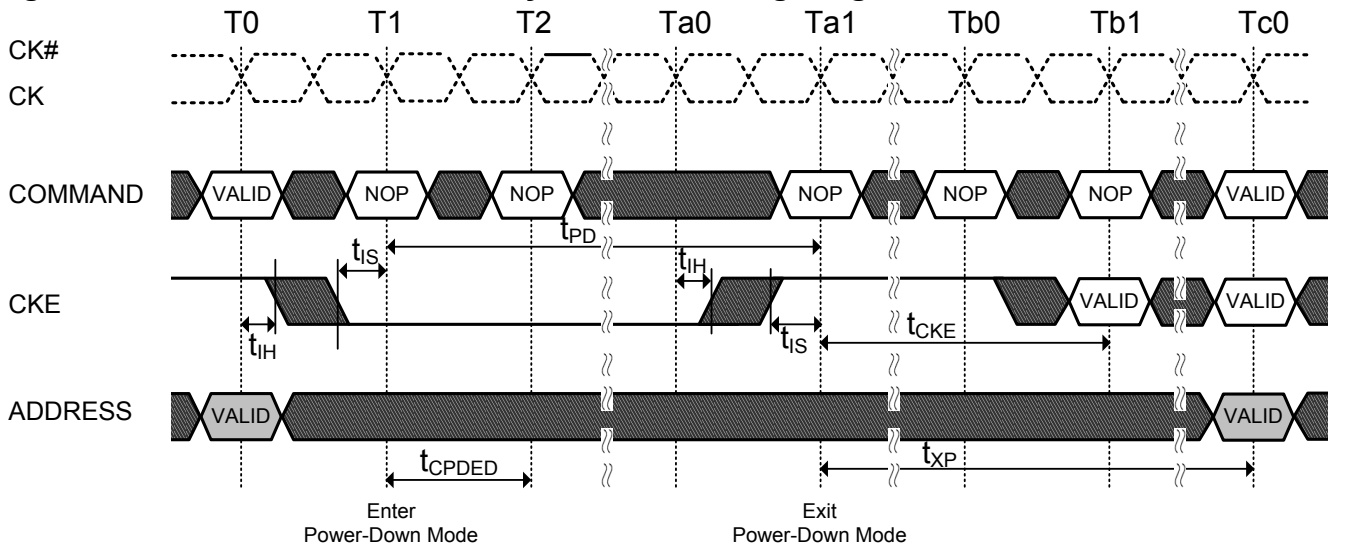 T0 T1 T2 Ta0 Ta1 Tb0 Tb1 Tc0
CK#
CK
COMMAND VALID NOP NOP NOP NOP NOP VALID
tPD
tIS tIH
CKE VALID VALID
tIH tIS tCKE
ADDRESS VALID VALID
tCPDED tXP
Enter Power-Down Mode
Exit Power-Down Mode